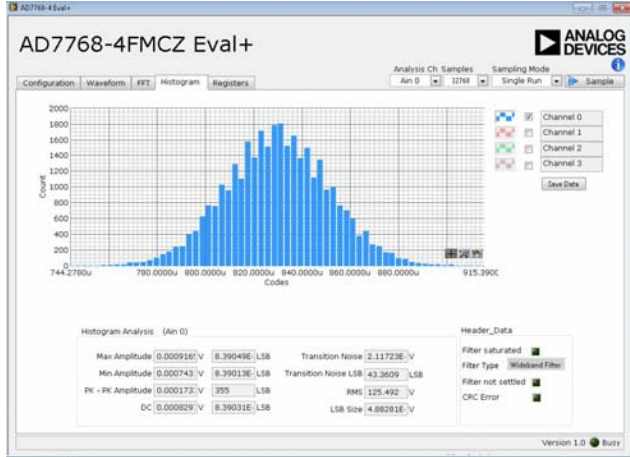 AD7768-4 Eval+
AD7768-4FMCZ Eval+
ANALOG DEVICES
Analysis Ch Samples Sampling Mode
Ain 0 32768 Single Run Sample
Configuration Waveform FFT Histogram Registers
2000
1800
1600
1400
1200
1000
800
600
400
200
0
Count
744.2780u 780.0000u 800.0000u 820.0000u 840.0000u 860.0000u 880.0000u 915.390
Codes
Channel 0
Channel 1
Channel 2
Channel 3
Save Data
Histogram Analysis (Ain 0)
Max Amplitude 0.000916 V 8.39049E- LSB
Min Amplitude 0.000743 V 8.39013E- LSB
PK - PK Amplitude 0.000173 V 355 LSB
DC 0.000829 V 8.39031E- LSB
Transition Noise 2.11723E- V
Transition Noise LSB 43.3609 LSB
RMS 125.492 V
LSB Size 4.88281E- V
Header_Data
Filter saturated
Filter Type Wideband Filter
Filter not settled
CRC Error
Version 1.0 Busy